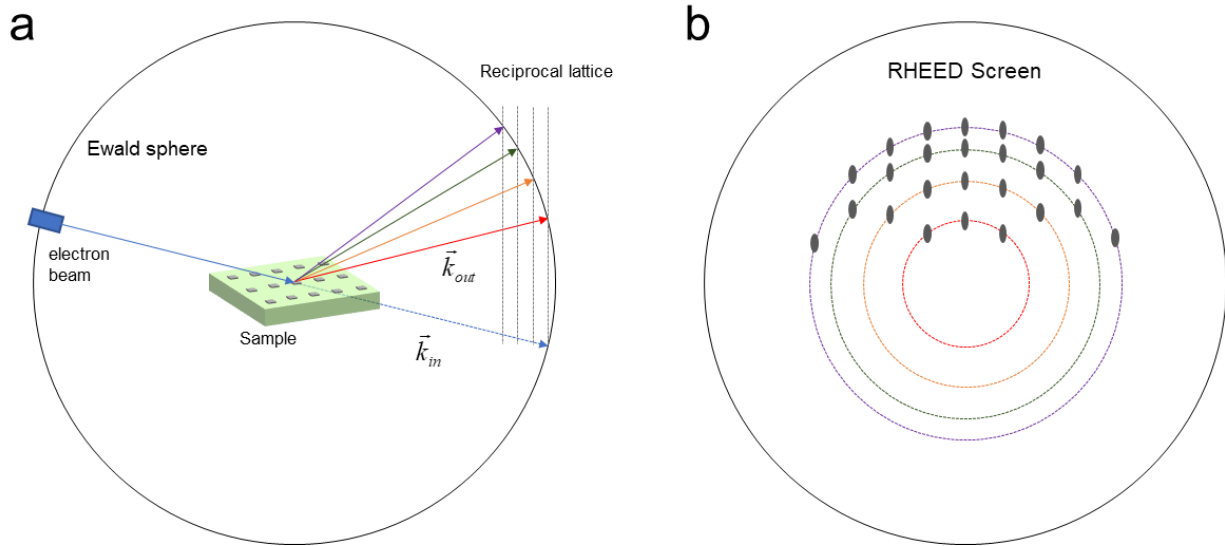 a
Reciprocal lattice
Ewald sphere
electron
beam
k⃗out
Sample
k⃗in
b
RHEED Screen